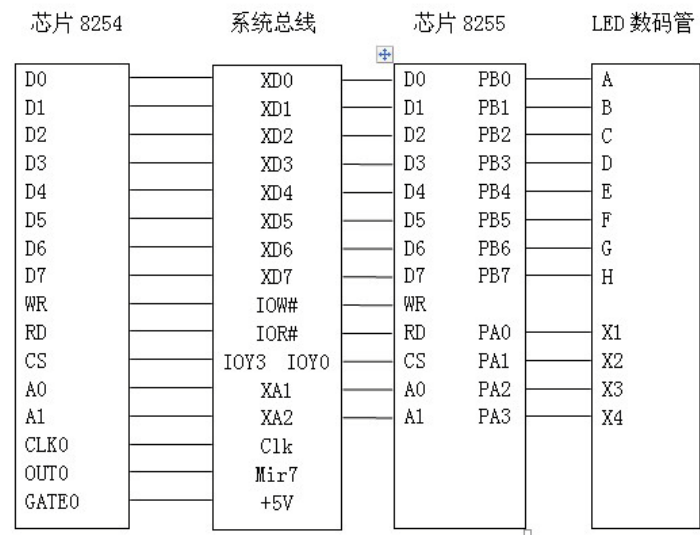 芯片 8254 系统总线 芯片 8255 LED 数码管
D0 XD0 D0 PB0 A
D1 XD1 D1 PB1 B
D2 XD2 D2 PB2 C
D3 XD3 D3 PB3 D
D4 XD4 D4 PB4 E
D5 XD5 D5 PB5 F
D6 XD6 D6 PB6 G
D7 XD7 D7 PB7 H
WR IOW# WR
RD IOR# RD PA0 X1
CS IOY3 IOY0 CS PA1 X2
A0 XA1 A0 PA2 X3
A1 XA2 A1 PA3 X4
CLK0 Clk
OUT0 Mir7
GATE0 +5V